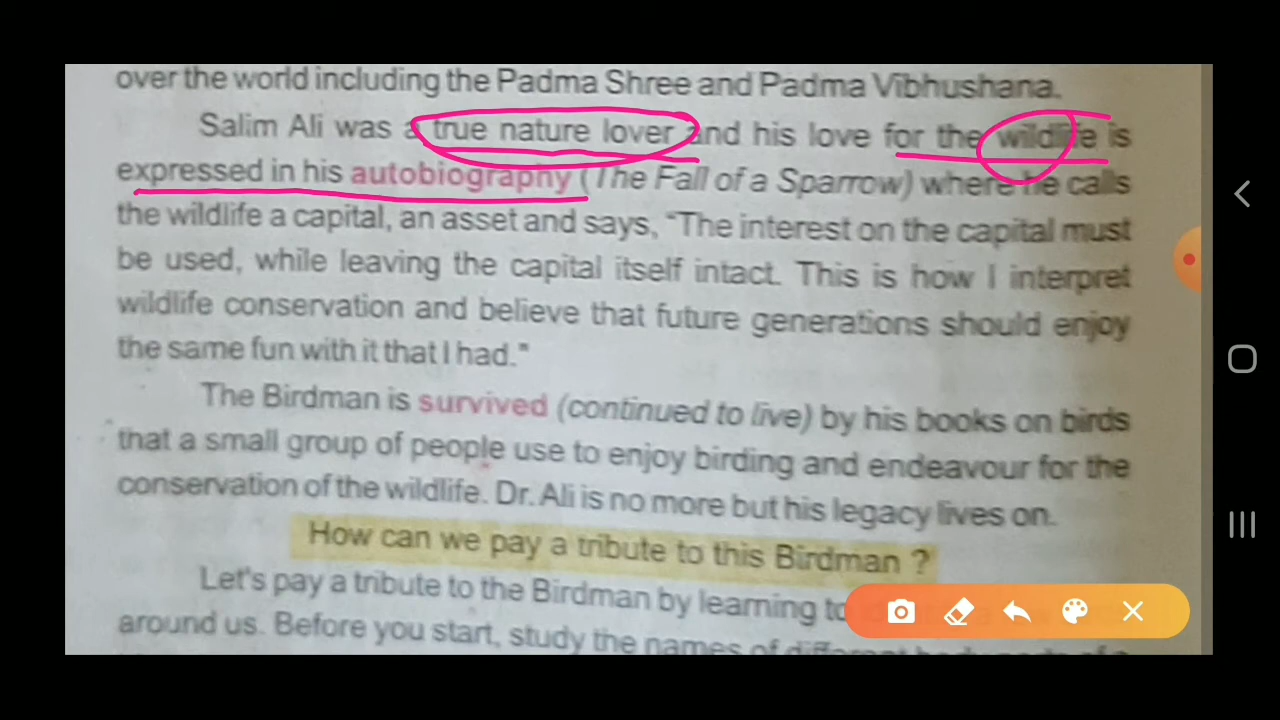 over the world including the Padma Shree and Padma Vibhushana.
Salim Ali was a true nature lover and his love for the wildlife is
expressed in his autobiography (The Fall of a Sparrow) where he calls
the wildlife a capital, an asset and says, “The interest on the capital must
be used, while leaving the capital itself intact. This is how I interpret
wildlife conservation and believe that future generations should enjoy
the same fun with it that I had."
The Birdman is survived (continued to live) by his books on birds
that a small group of people use to enjoy birding and endeavour for the
conservation of the wildlife. Dr. Ali is no more but his legacy lives on.
How can we pay a tribute to this Birdman ?
Let's pay a tribute to the Birdman by learning to
around us. Before you start, study the names of different body parts of a